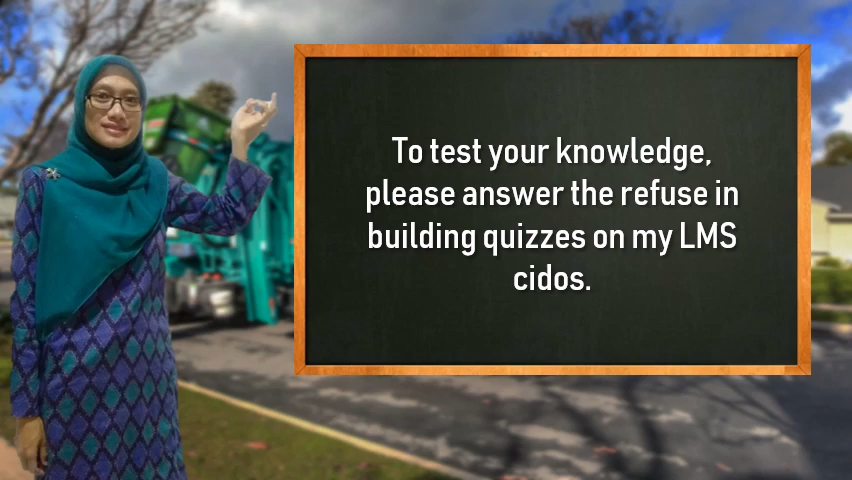 To test your knowledge,
please answer the refuse in
building quizzes on my LMS
cidos.